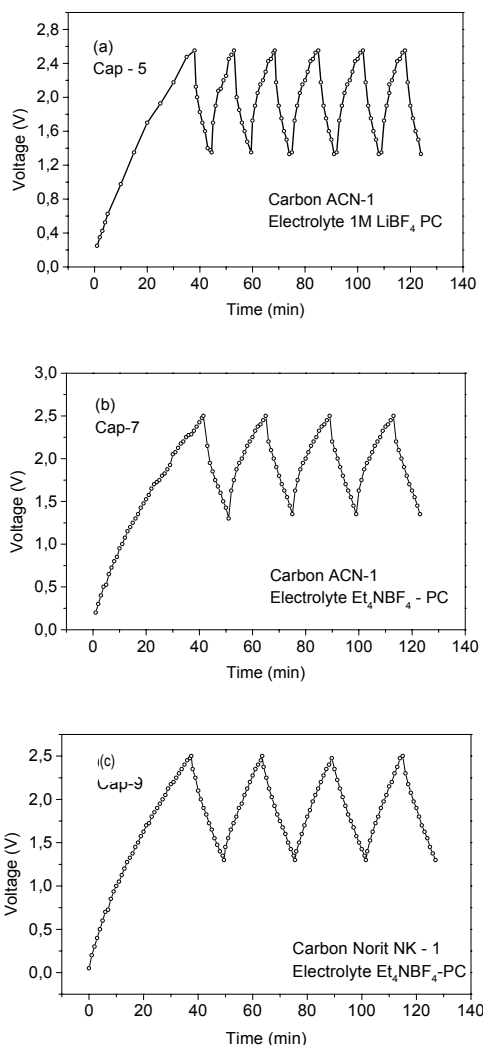 (a)
Cap - 5
2,8
2,4
2,0
1,6
1,2
0,8
0,4
0,0
Voltage (V)
Carbon ACN-1
Electrolyte 1M LiBF₄ PC
0 20 40 60 80 100 120 140
Time (min)
(b)
Cap-7
3,0
2,5
2,0
1,5
1,0
0,5
0,0
Voltage (V)
Carbon ACN-1
Electrolyte Et₄NBF₄ - PC
0 20 40 60 80 100 120 140
Time (min)
(c)
Cap-9
2,5
2,0
1,5
1,0
0,5
0,0
Voltage (V)
Carbon Norit NK - 1
Electrolyte Et₄NBF₄-PC
0 20 40 60 80 100 120 140
Time (min)